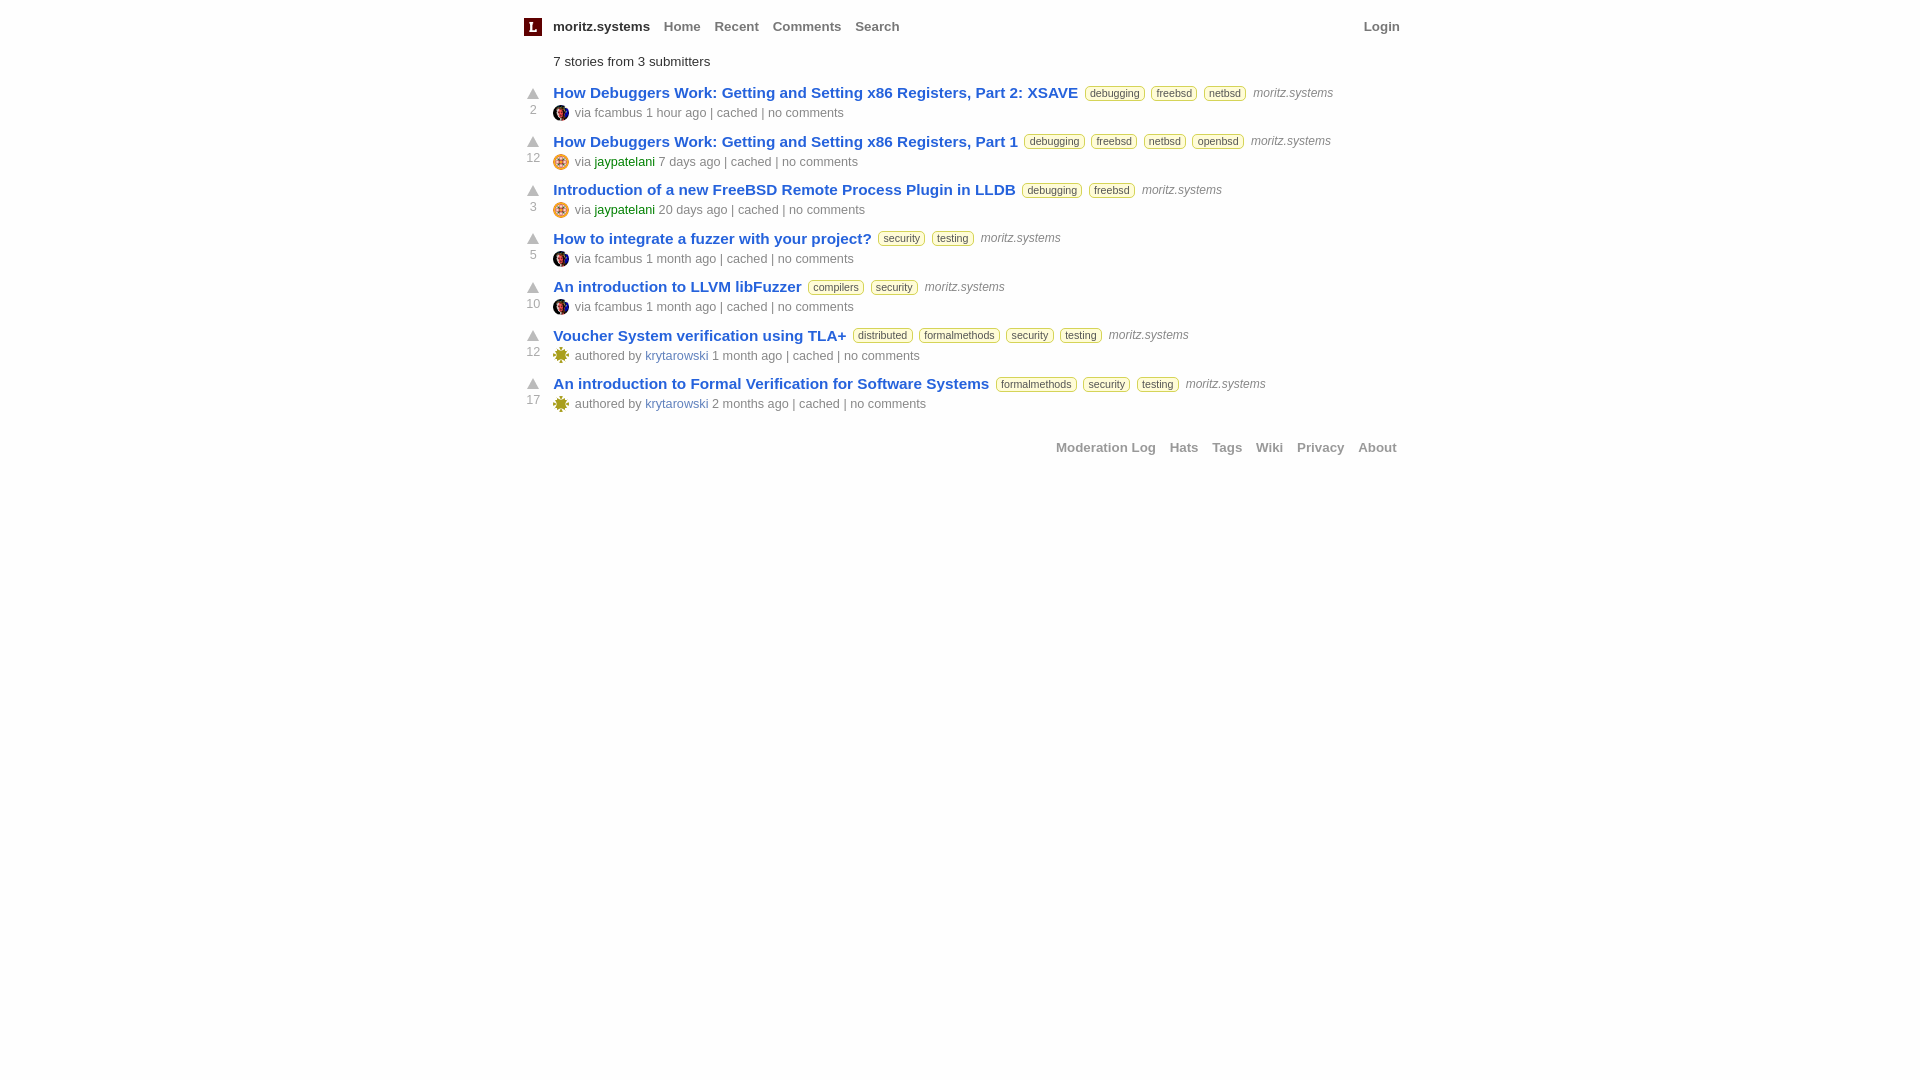 L moritz.systems Home Recent Comments Search Login
7 stories from 3 submitters
How Debuggers Work: Getting and Setting x86 Registers, Part 2: XSAVE debugging freebsd netbsd moritz.systems
2 via fcambus 1 hour ago | cached | no comments
How Debuggers Work: Getting and Setting x86 Registers, Part 1 debugging freebsd netbsd openbsd moritz.systems
12 via jaypatelani 7 days ago | cached | no comments
Introduction of a new FreeBSD Remote Process Plugin in LLDB debugging freebsd moritz.systems
3 via jaypatelani 20 days ago | cached | no comments
How to integrate a fuzzer with your project? security testing moritz.systems
5 via fcambus 1 month ago | cached | no comments
An introduction to LLVM libFuzzer compilers security moritz.systems
10 via fcambus 1 month ago | cached | no comments
Voucher System verification using TLA+ distributed formalmethods security testing moritz.systems
12 authored by krytarowski 1 month ago | cached | no comments
An introduction to Formal Verification for Software Systems formalmethods security testing moritz.systems
17 authored by krytarowski 2 months ago | cached | no comments
Moderation Log Hats Tags Wiki Privacy About